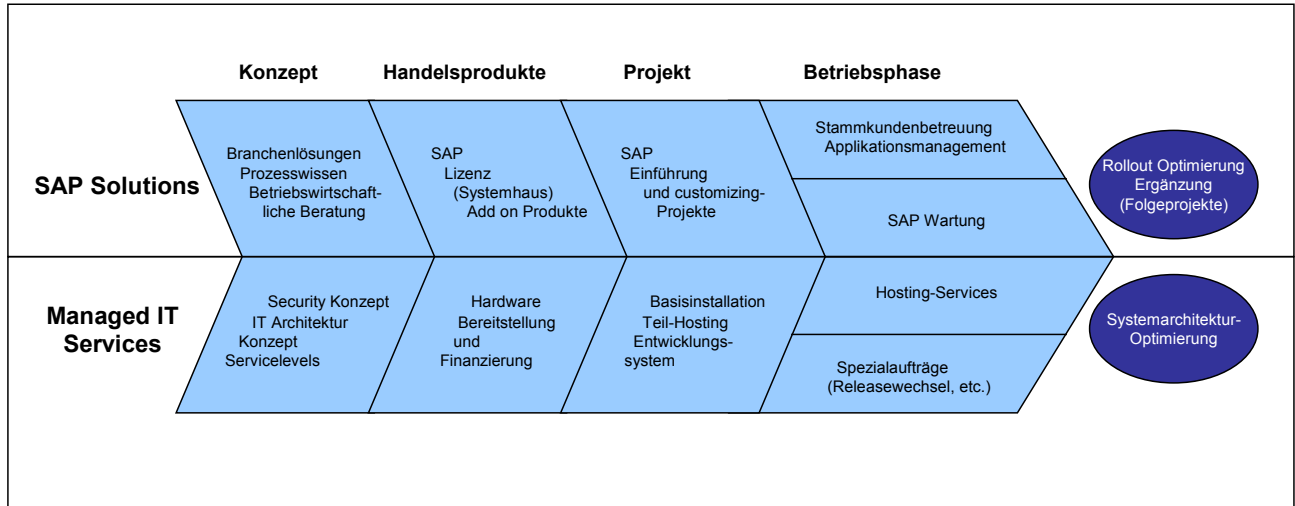 Konzept
Handelsprodukte
Projekt
Betriebsphase
SAP Solutions
Branchenlösungen
Prozesswissen
Betriebswirtschaft-
liche Beratung
SAP
Lizenz
(Systemhaus)
Add on Produkte
SAP
Einführung
und customizing-
Projekte
Stammkundenbetreuung
Applikationsmanagement
SAP Wartung
Rollout Optimierung
Ergänzung
(Folgeprojekte)
Managed IT
Services
Security Konzept
IT Architektur
Konzept
Servicelevels
Hardware
Bereitstellung
und
Finanzierung
Basisinstallation
Teil-Hosting
Entwicklungs-
system
Hosting-Services
Spezialaufträge
(Releasewechsel, etc.)
Systemarchitektur-
Optimierung